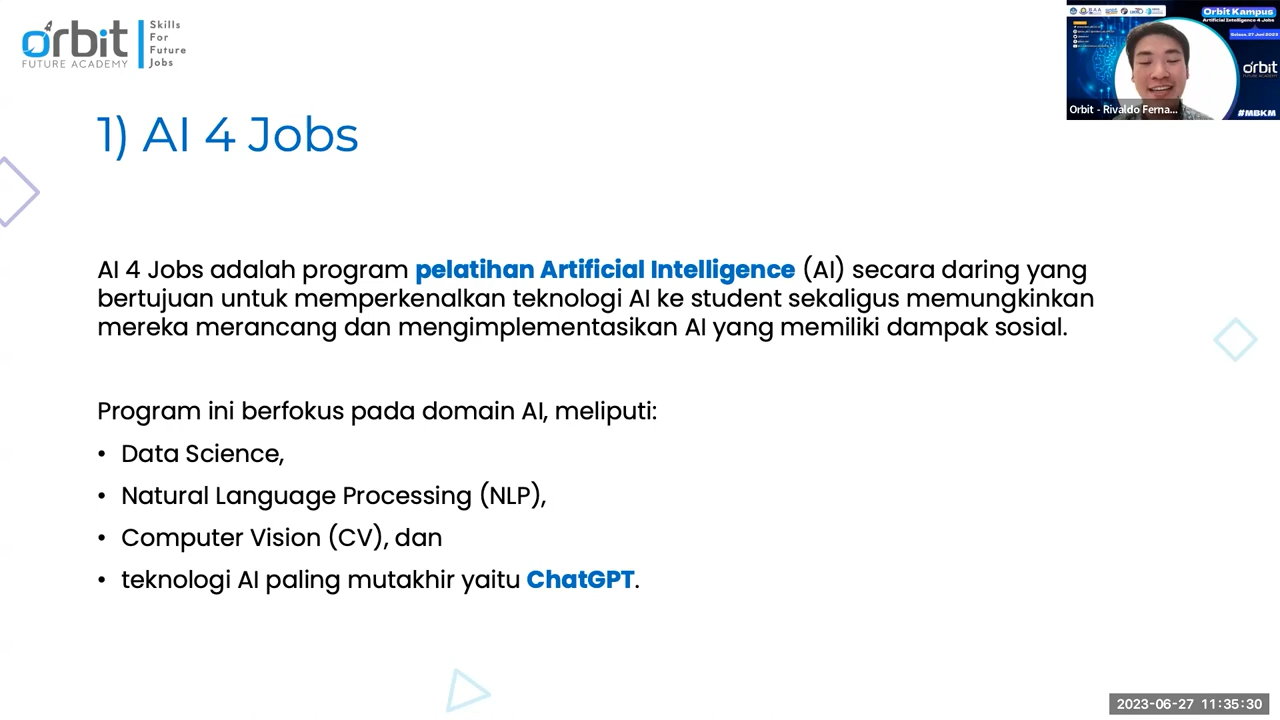 orbit
FUTURE ACADEMY
Skills
For
Future
Jobs
Orbit Kampus
Artificial Intelligence 4 Jobs
Selasa, 27 Juni 2023
orbit
Orbit - Rivaldo Ferna...
#MBKM
1) AI 4 Jobs
AI 4 Jobs adalah program pelatihan Artificial Intelligence (AI) secara daring yang
bertujuan untuk memperkenalkan teknologi AI ke student sekaligus memungkinkan
mereka merancang dan mengimplementasikan AI yang memiliki dampak sosial.
Program ini berfokus pada domain AI, meliputi:
• Data Science,
• Natural Language Processing (NLP),
• Computer Vision (CV), dan
• teknologi AI paling mutakhir yaitu ChatGPT.
2023-06-27 11:35:30